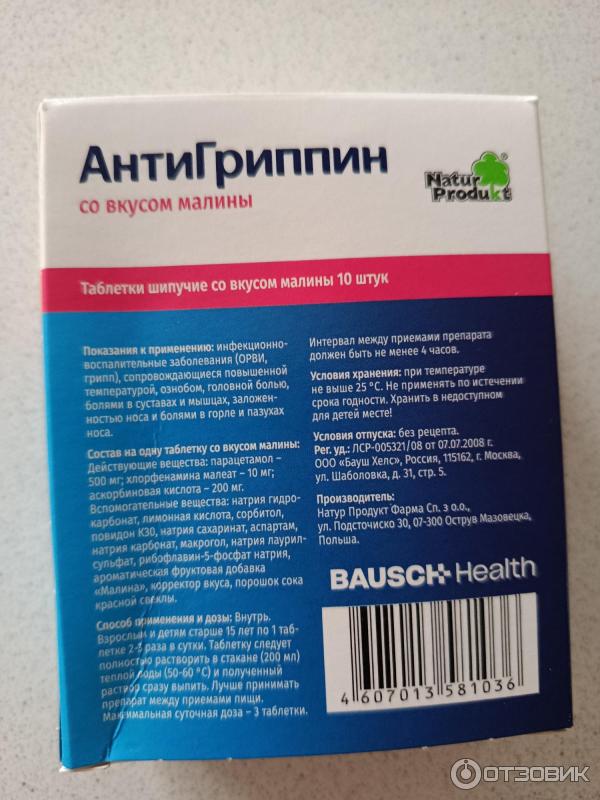 АнтиГриппин
со вкусом малины
Natur
Produkt
®
Таблетки шипучие со вкусом малины 10 штук
Показания к применению: инфекционно-
воспалительные заболевания (ОРВИ,
грипп), сопровождающиеся повышенной
температурой, ознобом, головной болью,
болями в суставах и мышцах, заложен-
ностью носа и болями в горле и пазухах
носа.
Состав на одну таблетку со вкусом малины:
Действующие вещества: парацетамол –
500 мг; хлорфенамина малеат – 10 мг;
аскорбиновая кислота – 200 мг.
Вспомогательные вещества: натрия гидро-
карбонат, лимонная кислота, сорбитол,
повидон К30, натрия сахаринат, аспартам,
натрия карбонат, макрогол, натрия лаурил-
сульфат, рибофлавин-5-фосфат натрия,
ароматическая фруктовая добавка
«Малина», корректор вкуса, порошок сока
красной свеклы.
Способ применения и дозы: Внутрь.
Взрослым и детям старше 15 лет по 1 таб-
летке 2-3 раза в сутки. Таблетку следует
полностью растворить в стакане (200 мл)
теплой воды (50-60 °С) и полученный
раствор сразу выпить. Лучше принимать
препарат между приемами пищи.
Максимальная суточная доза – 3 таблетки.
Интервал между приемами препарата
должен быть не менее 4 часов.
Условия хранения: при температуре
не выше 25 °С. Не применять по истечении
срока годности. Хранить в недоступном
для детей месте!
Условия отпуска: без рецепта.
Рег. уд.: ЛСР-005321/08 от 07.07.2008 г.
ООО «Бауш Хелс», Россия, 115162, г. Москва,
ул. Шаболовка, д. 31, стр. 5.
Производитель:
Натур Продукт Фарма Сп. з о.о.,
ул. Подсточиско 30, 07-300 Острув Мазовецка,
Польша.
BAUSCH+Health
4 607013 581036
ОТЗОВИК